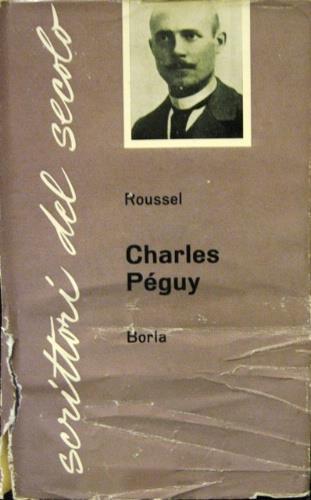 scrittori del secolo
Roussel
Charles
Péguy
Borla